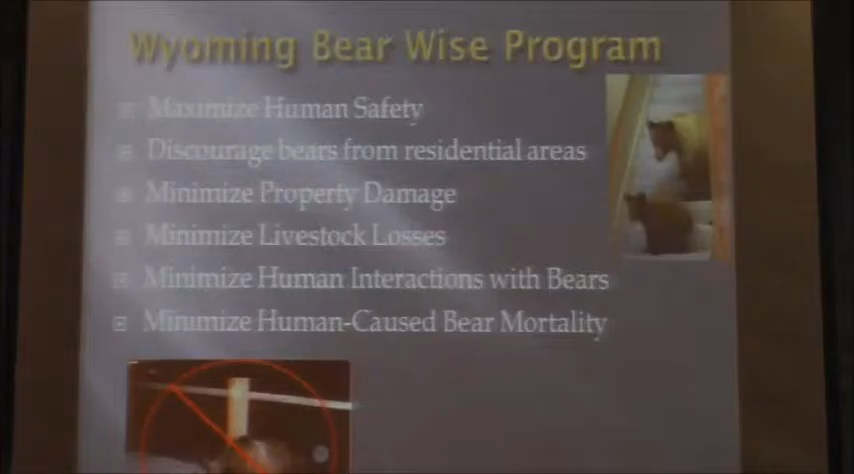 Wyoming Bear Wise Program
Maximize Human Safety
Discourage bears from residential areas
Minimize Property Damage
Minimize Livestock Losses
Minimize Human Interactions with Bears
Minimize Human-Caused Bear Mortality